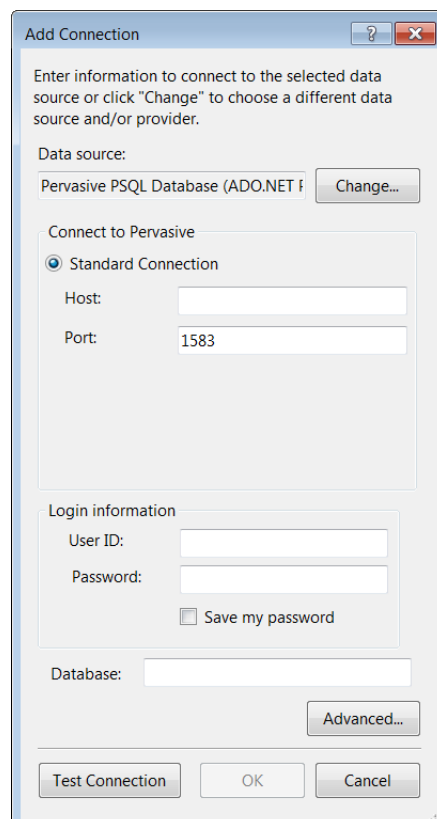 Add Connection
Enter information to connect to the selected data
source or click "Change" to choose a different data
source and/or provider.
Data source:
Pervasive PSQL Database (ADO.NET Change...
Connect to Pervasive
Standard Connection
Host:
Port: 1583
Login information
User ID:
Password:
Save my password
Database:
Advanced...
Test Connection OK Cancel